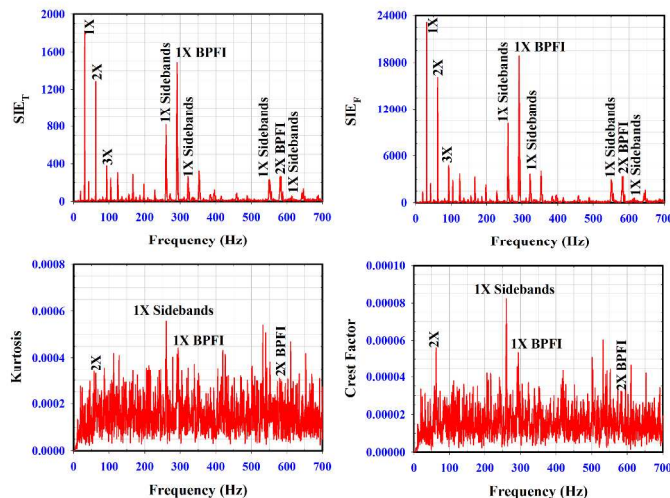 2000
1600
1200
800
400
0
SIE_T
1X
2X
3X
1X Sidebands
1X BPFI
1X Sidebands
1X Sidebands
2X BPFI
1X Sidebands
0 100 200 300 400 500 600 700
Frequency (Hz)
24000
18000
12000
6000
0
SIE_F
1X
2X
3X
1X Sidebands
1X BPFI
1X Sidebands
1X Sidebands
2X BPFI
1X Sidebands
0 100 200 300 400 500 600 700
Frequency (Hz)
0.0008
0.0006
0.0004
0.0002
0.0000
Kurtosis
2X
1X Sidebands
1X BPFI
2X BPFI
0 100 200 300 400 500 600 700
Frequency (Hz)
0.00010
0.00008
0.00006
0.00004
0.00002
0.00000
Crest Factor
2X
1X Sidebands
1X BPFI
2X BPFI
0 100 200 300 400 500 600 700
Frequency (Hz)